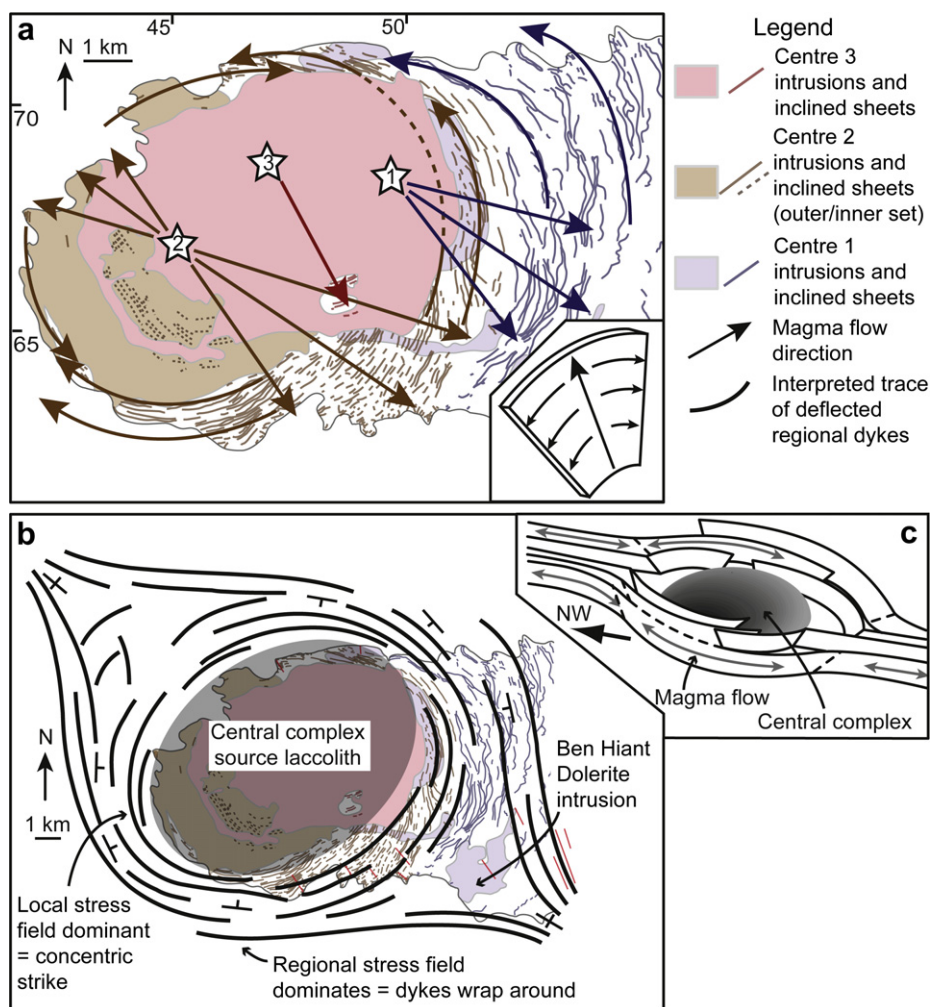 a
45
50
N
1 km
70
65
3
1
2
Legend
Centre 3
intrusions and
inclined sheets
Centre 2
intrusions and
inclined sheets
(outer/inner set)
Centre 1
intrusions and
inclined sheets
Magma flow
direction
Interpreted trace
of deflected
regional dykes
b
N
1 km
Central complex
source laccolith
Ben Hiant
Dolerite
intrusion
Local stress
field dominant
= concentric
strike
Regional stress field
dominates = dykes wrap around
c
NW
Magma flow
Central complex